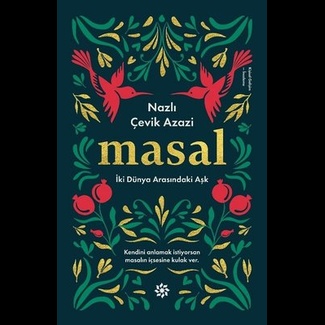 Nazlı
Çevik Azazi
masal
İki Dünya Arasındaki Aşk
Kendini anlamak istiyorsan
masalın içsesine kulak ver.